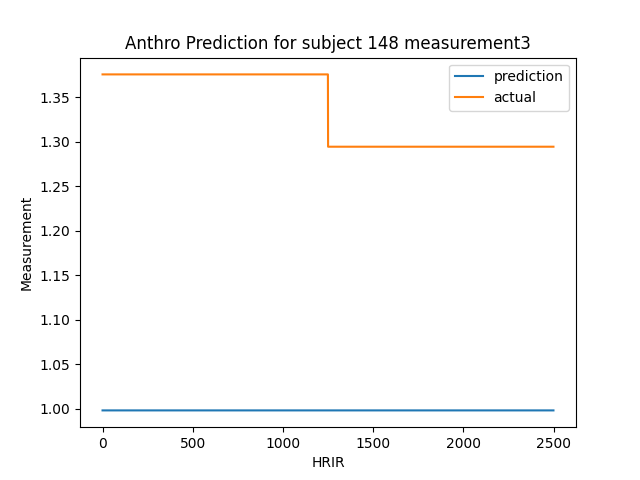 Anthro Prediction for subject 148 measurement3
prediction
actual
Measurement
1.35
1.30
1.25
1.20
1.15
1.10
1.05
1.00
0 500 1000 1500 2000 2500
HRIR